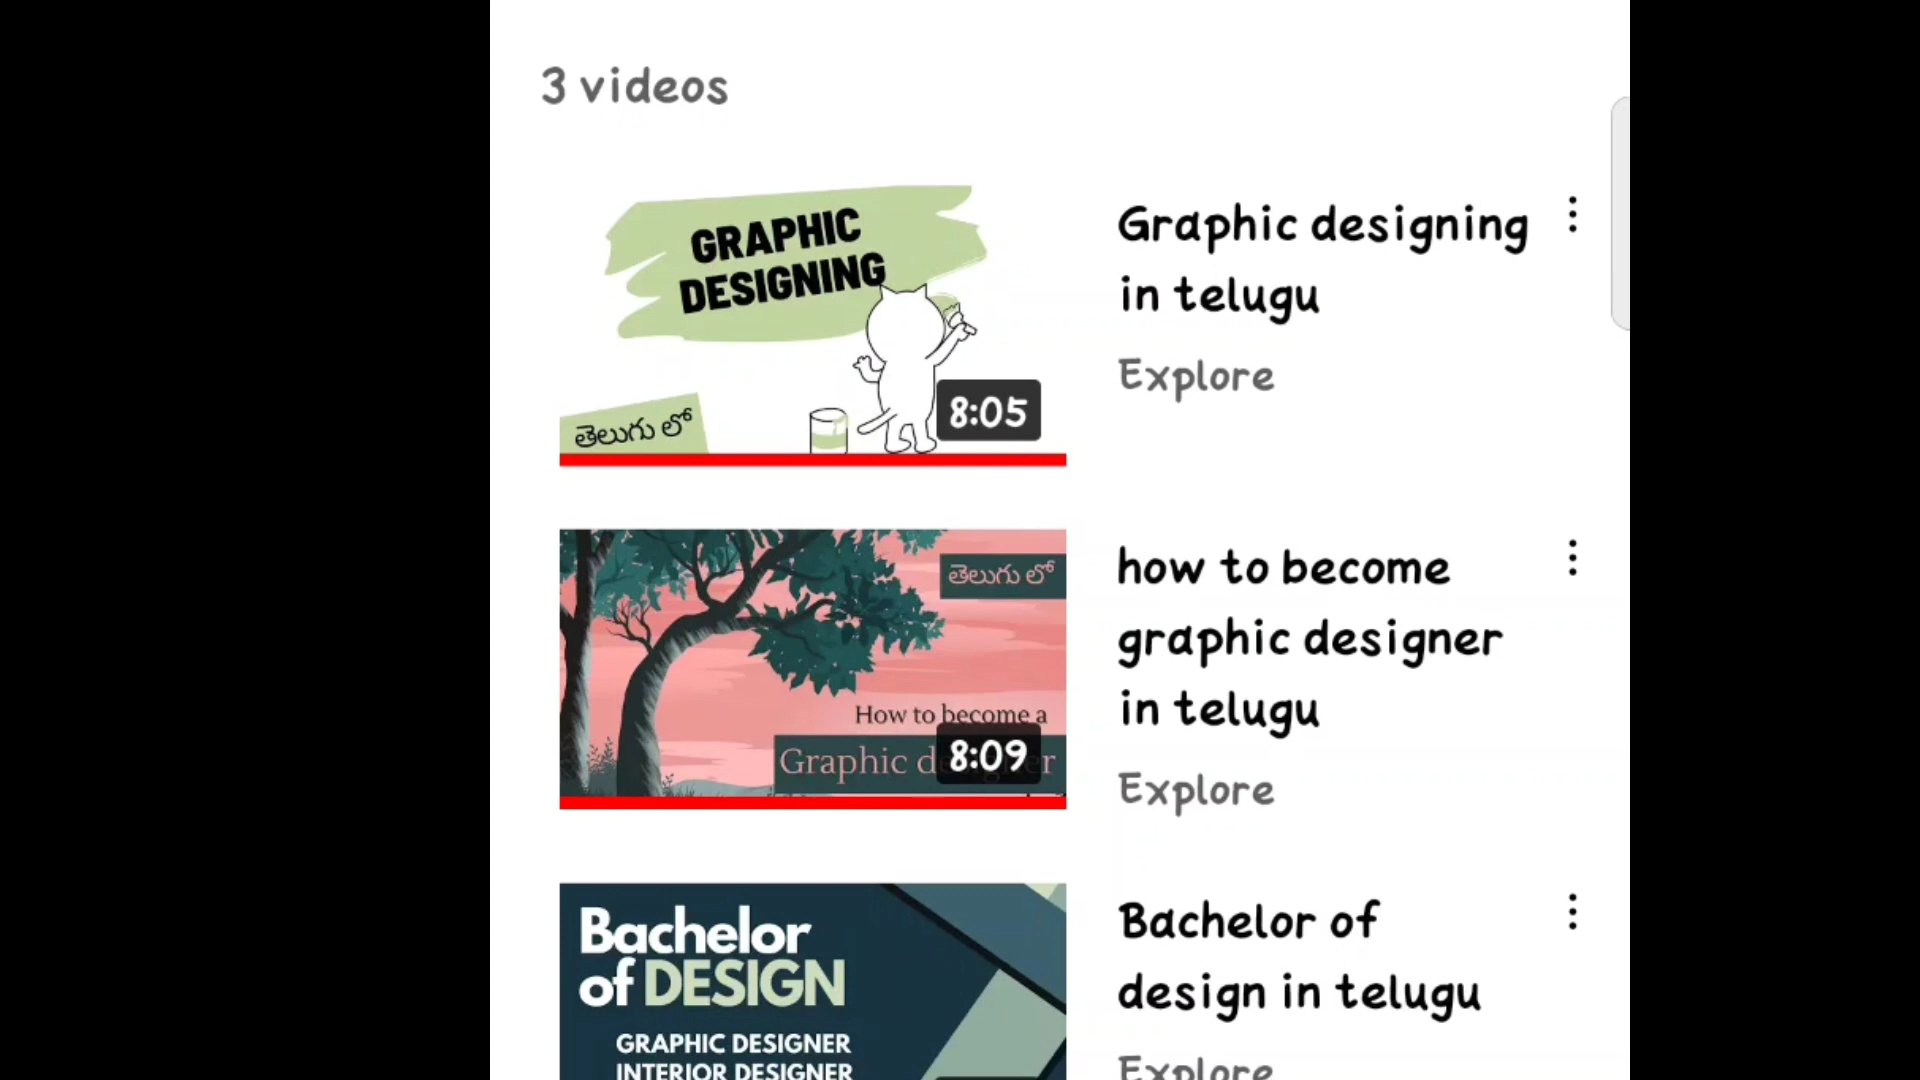 3 videos
GRAPHIC
DESIGNING
తెలుగు లో
8:05
Graphic designing
in telugu
Explore
తెలుగు లో
How to become a
Graphic
8:09
how to become
graphic designer
in telugu
Explore
Bachelor
of DESIGN
GRAPHIC DESIGNER
INTERIOR DESIGNER
Bachelor of
design in telugu
Explore